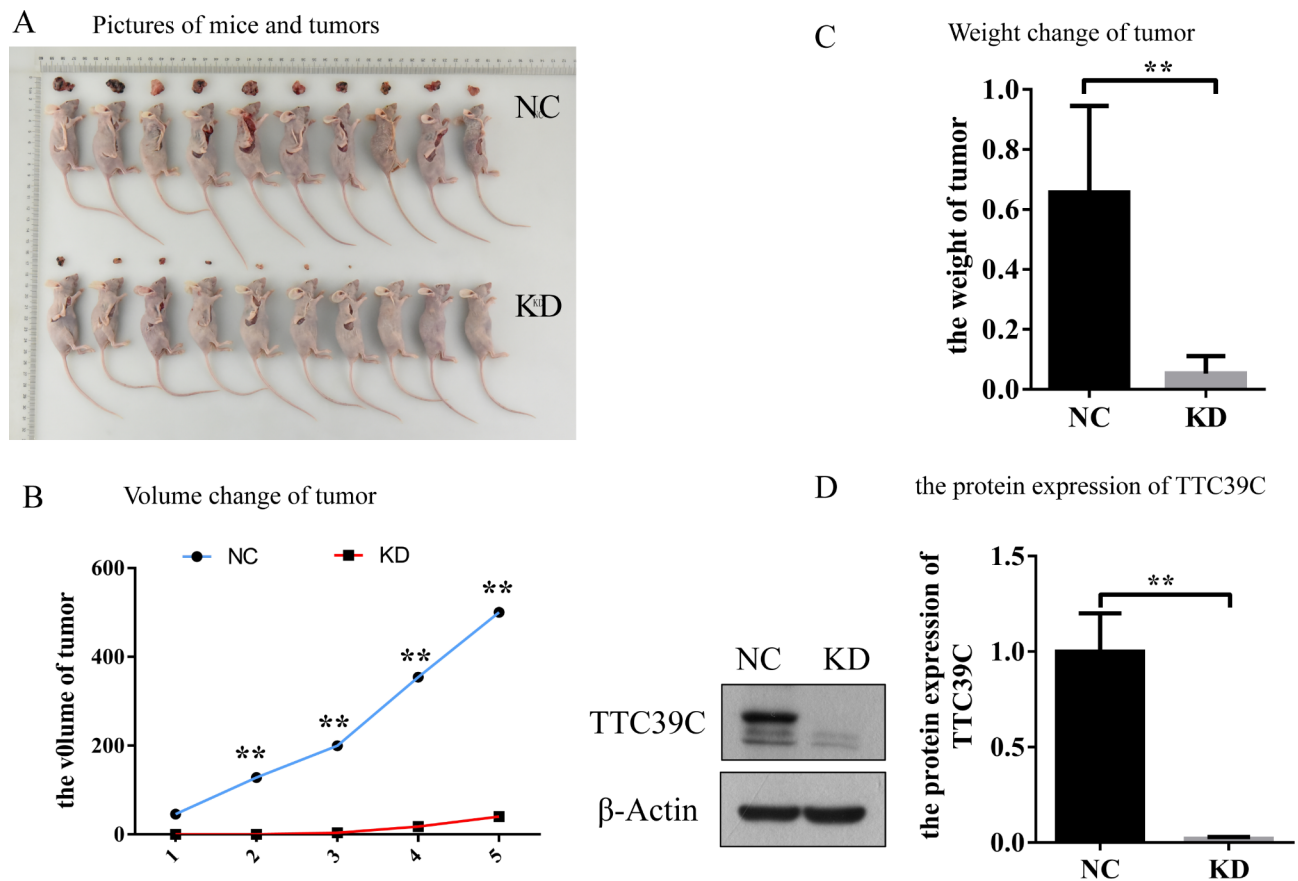 A
Pictures of mice and tumors
NC
NC
KD
KD
B
Volume change of tumor
NC
KD
the v0lume of tumor
600
400
200
0
**
**
**
**
1
2
3
4
5
C
Weight change of tumor
**
the weight of tumor
1.0
0.8
0.6
0.4
0.2
0.0
NC
KD
D
the protein expression of TTC39C
NC
KD
TTC39C
β-Actin
**
the protein expression of
TTC39C
1.5
1.0
0.5
0.0
NC
KD